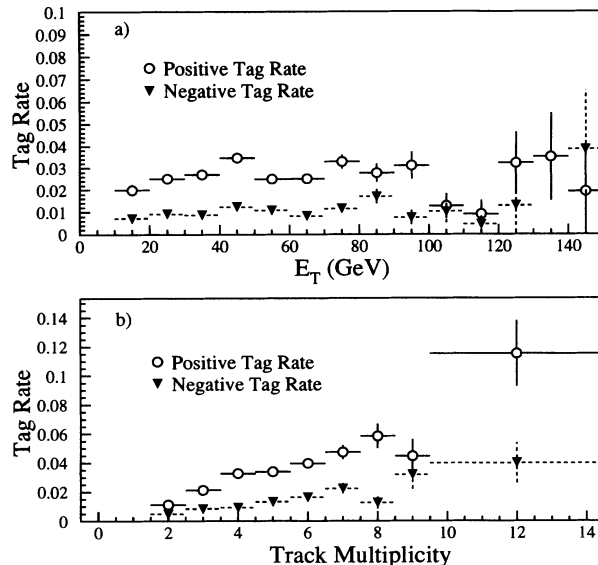 a)
Positive Tag Rate
Negative Tag Rate
Tag Rate
0.1
0.09
0.08
0.07
0.06
0.05
0.04
0.03
0.02
0.01
0
0 20 40 60 80 100 120 140
E_T (GeV)
b)
Positive Tag Rate
Negative Tag Rate
Tag Rate
0.14
0.12
0.1
0.08
0.06
0.04
0.02
0
0 2 4 6 8 10 12 14
Track Multiplicity